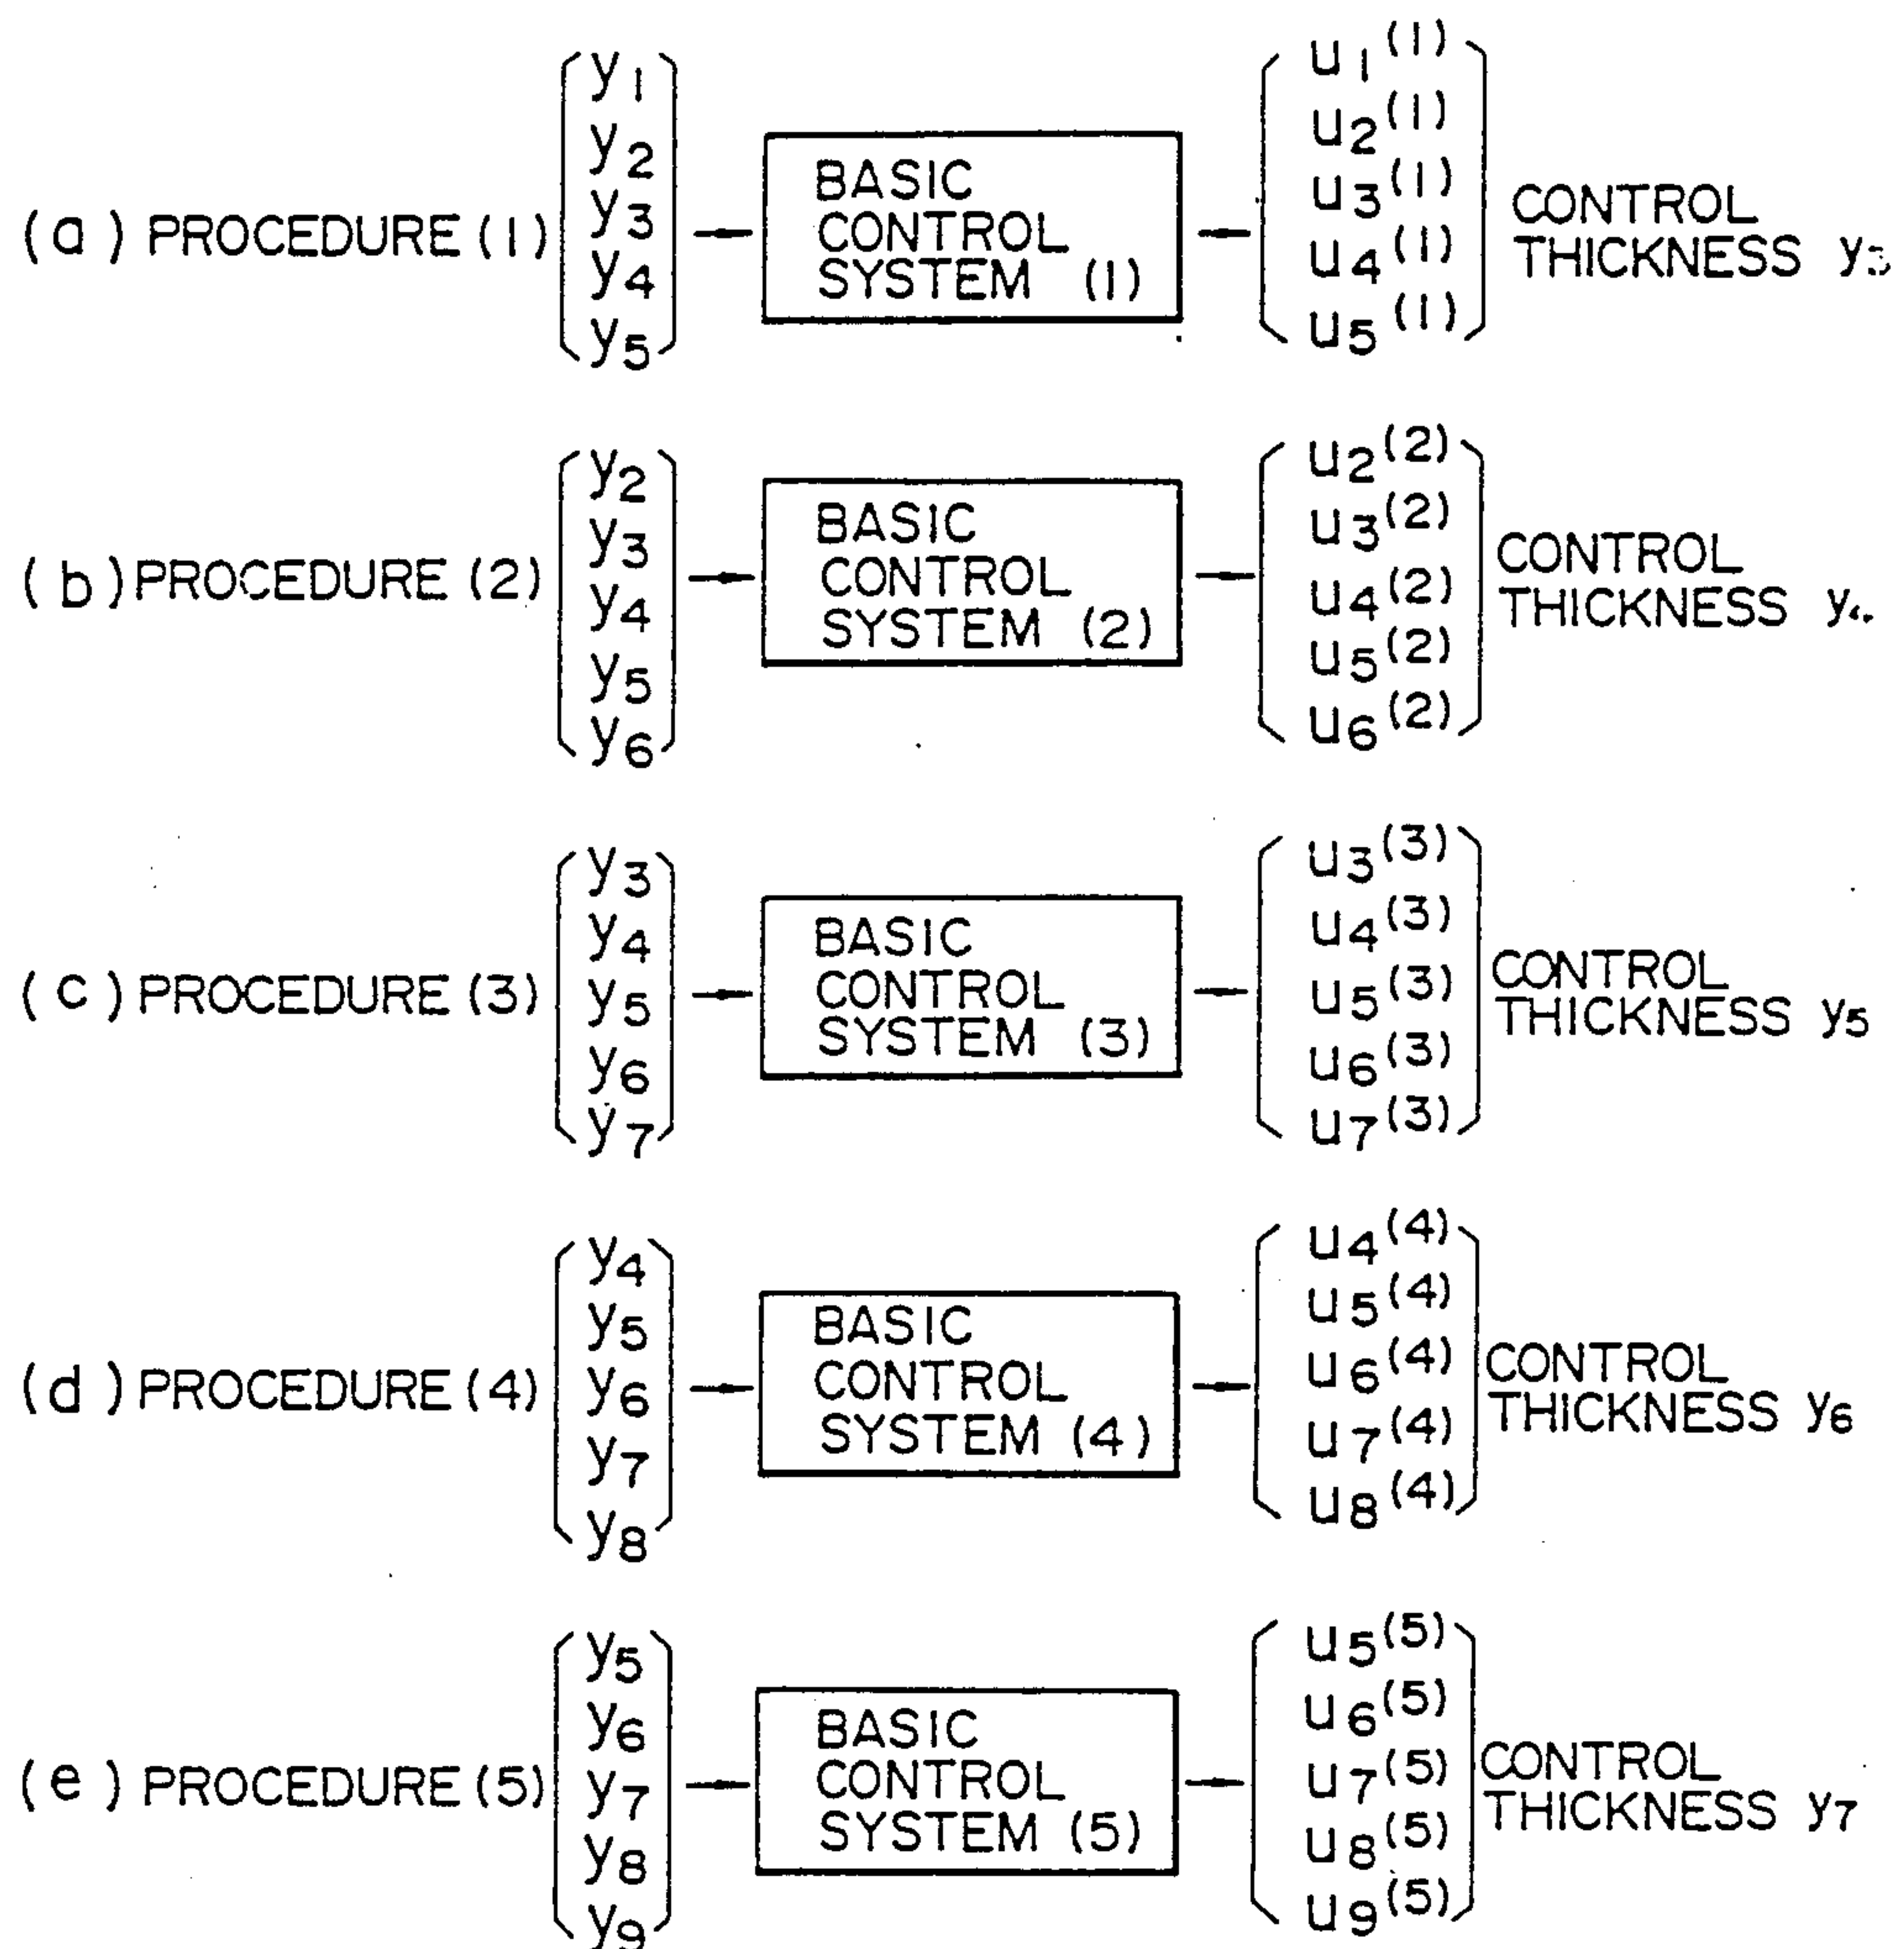 (a) PROCEDURE (1)
y1
y2
y3
y4
y5
BASIC
CONTROL
SYSTEM (1)
u1(1)
u2(1)
u3(1)
u4(1)
u5(1)
CONTROL
THICKNESS
(b) PROCEDURE (2)
y2
y3
y4
y5
y6
BASIC
CONTROL
SYSTEM (2)
u2(2)
u3(2)
u4(2)
u5(2)
u6(2)
CONTROL
THICKNESS
(c) PROCEDURE (3)
y3
y4
y5
y6
y7
BASIC
CONTROL
SYSTEM (3)
u3(3)
u4(3)
u5(3)
u6(3)
u7(3)
CONTROL
THICKNESS y5
(d) PROCEDURE (4)
y4
y5
y6
y7
y8
BASIC
CONTROL
SYSTEM (4)
u4(4)
u5(4)
u6(4)
u7(4)
u8(4)
CONTROL
THICKNESS y6
(e) PROCEDURE (5)
y5
y6
y7
y8
y9
BASIC
CONTROL
SYSTEM (5)
u5(5)
u6(5)
u7(5)
u8(5)
u9(5)
CONTROL
THICKNESS y7